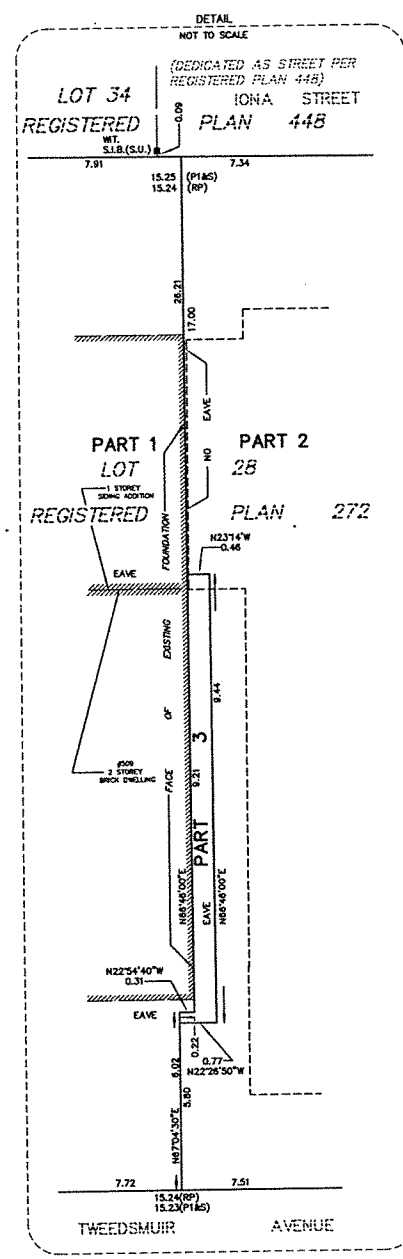 DETAIL
NOT TO SCALE
(DEDICATED AS STREET PER
REGISTERED PLAN 448)
LOT 34
IONA STREET
REGISTERED PLAN 448
0.09
WIT.
S.I.B.(S.U.)
7.91
7.34
15.25 (P1&S)
15.24 (RP)
26.21
17.00
EAVE
NO
PART 1
PART 2
LOT 28
1 STOREY
SIDING ADDITION
REGISTERED PLAN 272
FOUNDATION
N23°14'W
0.46
EAVE
EXISTING
OF
FACE
9.44
PART 3
9.21
#509
2 STOREY
BRICK DWELLING
N66°46'00"E
EAVE
N66°46'00"E
N22°54'40"W
0.31
EAVE
0.22
0.77
N22°26'50"W
6.02
5.80
N67°04'30"E
7.72
7.51
15.24(RP)
15.23(P1&S)
TWEEDSMUIR AVENUE